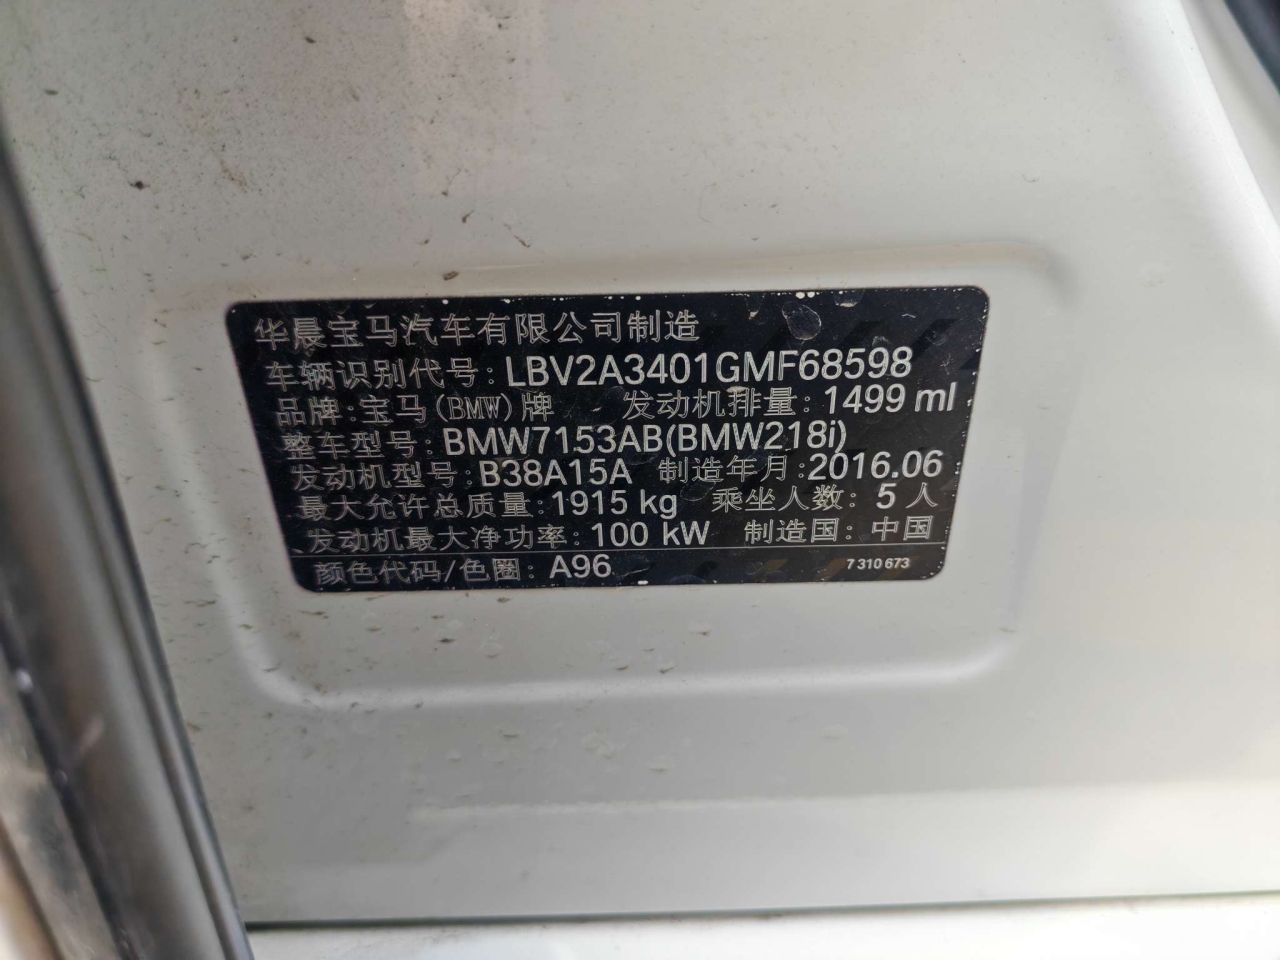 华晨宝马汽车有限公司制造
车辆识别代号: LBV2A3401GMF68598
品牌: 宝马(BMW)牌 发动机排量: 1499 ml
整车型号: BMW7153AB(BMW218i)
发动机型号: B38A15A 制造年月: 2016.06
最大允许总质量: 1915 kg 乘坐人数: 5 人
发动机最大净功率: 100 kW 制造国: 中国
颜色代码/色圈: A96 7 310 673